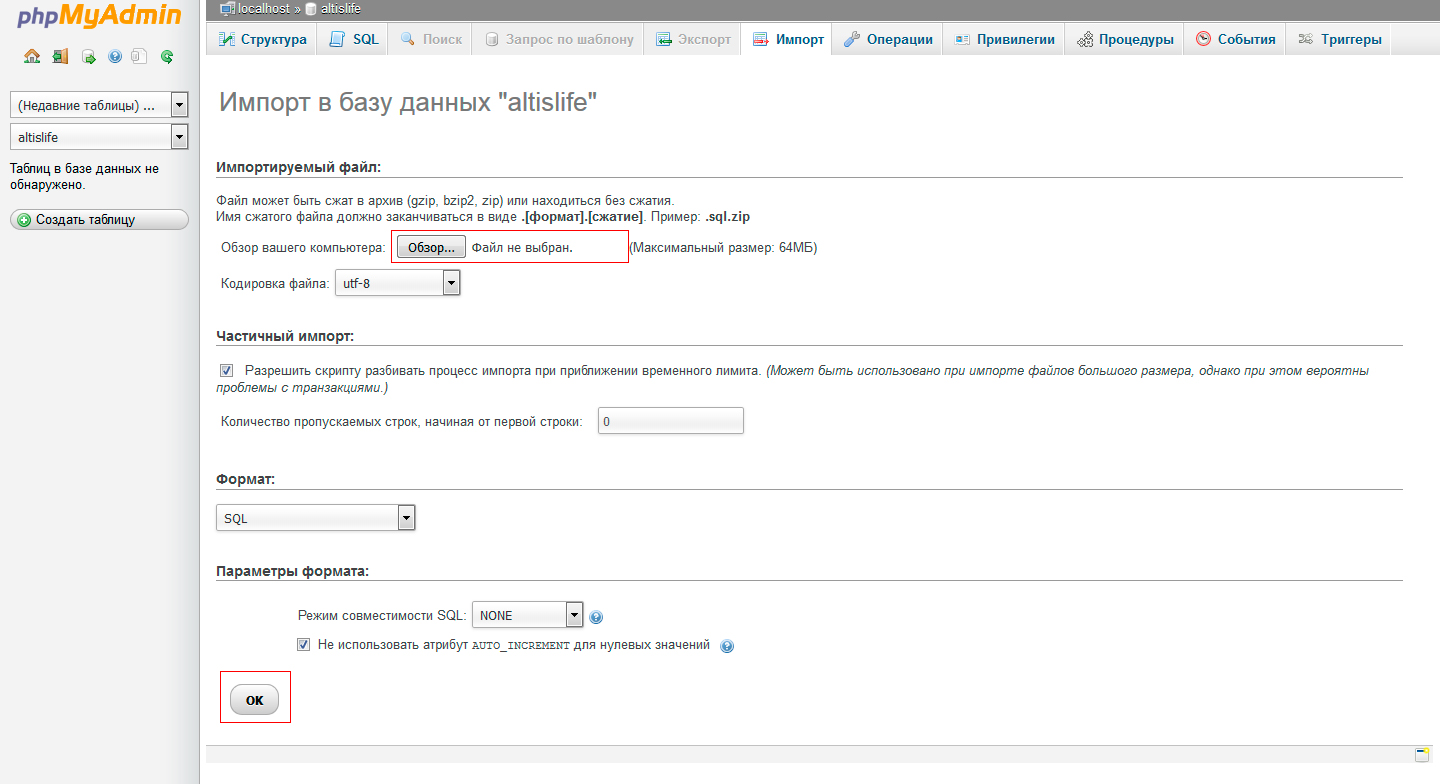 phpMyAdmin
(Недавние таблицы) ...
altislife
Таблиц в базе данных не
обнаружено.
Создать таблицу
localhost » altislife
Структура SQL Поиск Запрос по шаблону Экспорт Импорт Операции Привилегии Процедуры События Триггеры
Импорт в базу данных "altislife"
Импортируемый файл:
Файл может быть сжат в архив (gzip, bzip2, zip) или находиться без сжатия.
Имя сжатого файла должно заканчиваться в виде .[формат].[сжатие]. Пример: .sql.zip
Обзор вашего компьютера: Обзор... Файл не выбран. (Максимальный размер: 64МБ)
Кодировка файла: utf-8
Частичный импорт:
Разрешить скрипту разбивать процесс импорта при приближении временного лимита. (Может быть использовано при импорте файлов большого размера, однако при этом вероятны
проблемы с транзакциями.)
Количество пропускаемых строк, начиная от первой строки: 0
Формат:
SQL
Параметры формата:
Режим совместимости SQL: NONE
Не использовать атрибут AUTO_INCREMENT для нулевых значений
OK